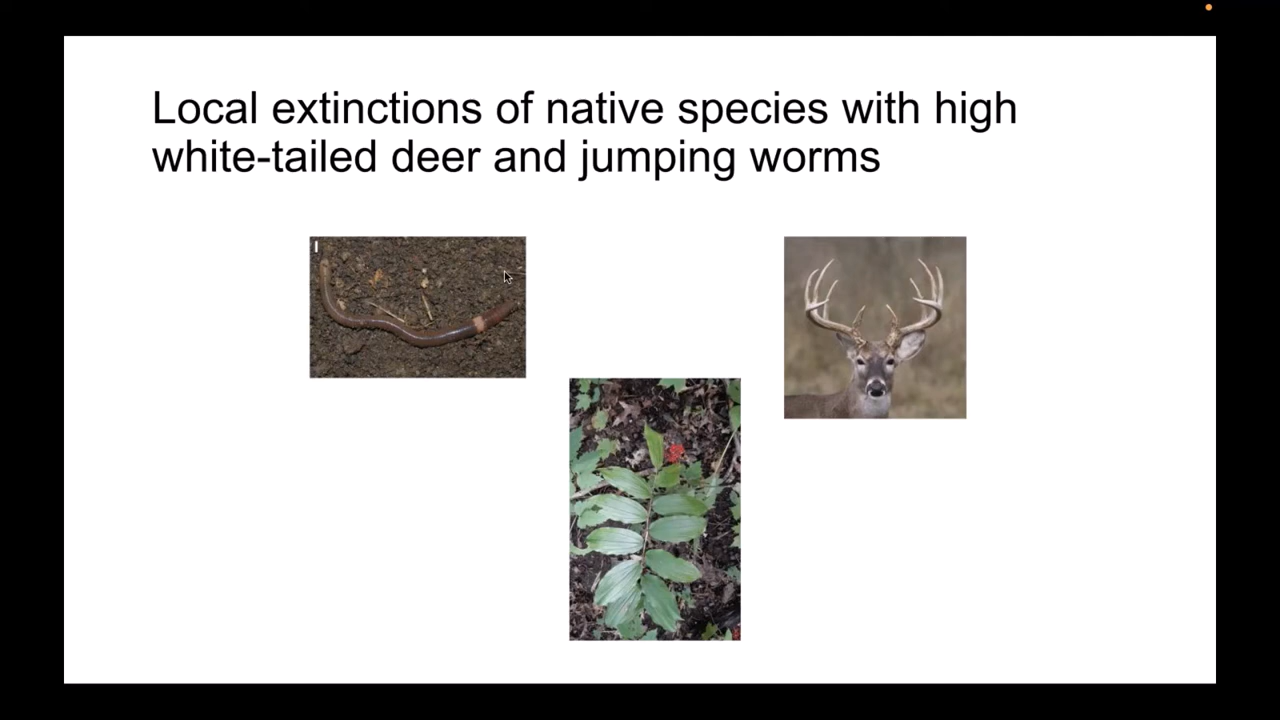 Local extinctions of native species with high
white-tailed deer and jumping worms